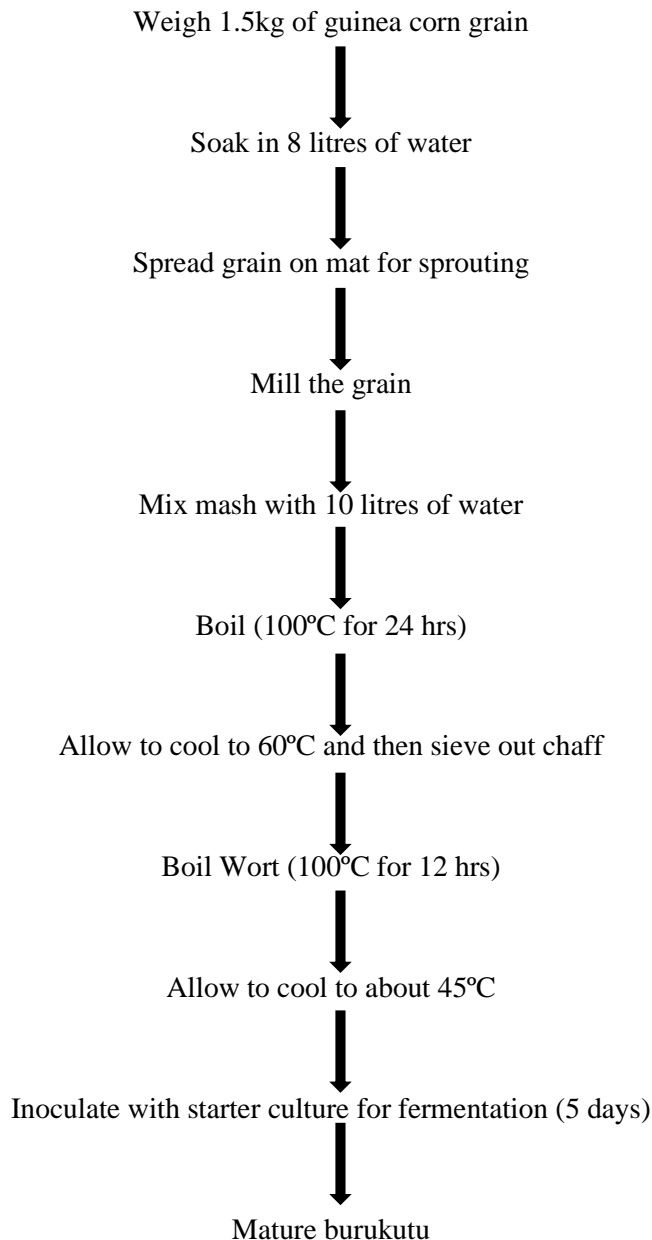 Weigh 1.5kg of guinea corn grain
Soak in 8 litres of water
Spread grain on mat for sprouting
Mill the grain
Mix mash with 10 litres of water
Boil (100ºC for 24 hrs)
Allow to cool to 60ºC and then sieve out chaff
Boil Wort (100ºC for 12 hrs)
Allow to cool to about 45ºC
Inoculate with starter culture for fermentation (5 days)
Mature burukutu